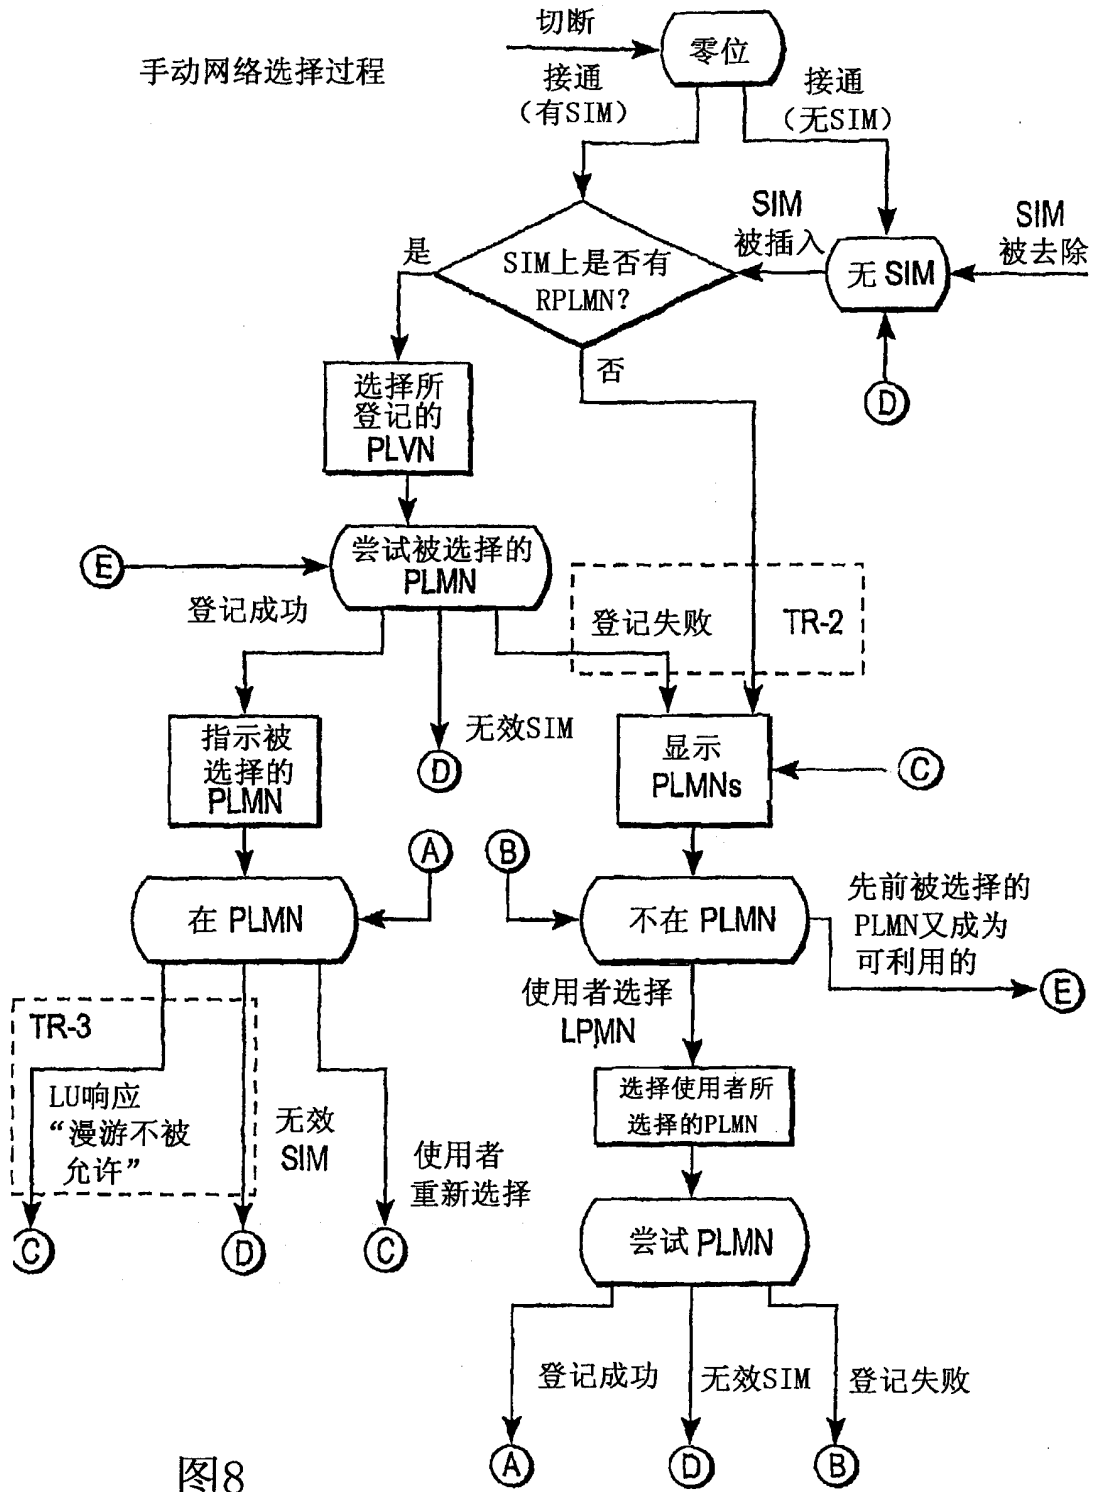 切断
零位
手动网络选择过程
接通
（有SIM）
接通
（无SIM）
SIM
被插入
SIM
被去除
无 SIM
是
SIM上是否有
RPLMN？
否
D
选择所
登记的
PLVN
E
尝试被选择的
PLMN
登记成功
登记失败
TR-2
无效SIM
D
指示被
选择的
PLMN
显示
PLMNs
C
A
B
在 PLMN
不在 PLMN
先前被选择的
PLMN又成为
可利用的
E
使用者选择
LPMN
TR-3
LU响应
“漫游不被
允许”
无效
SIM
使用者
重新选择
选择使用者所
选择的PLMN
C
D
C
尝试 PLMN
登记成功
无效SIM
登记失败
A
D
B
图8